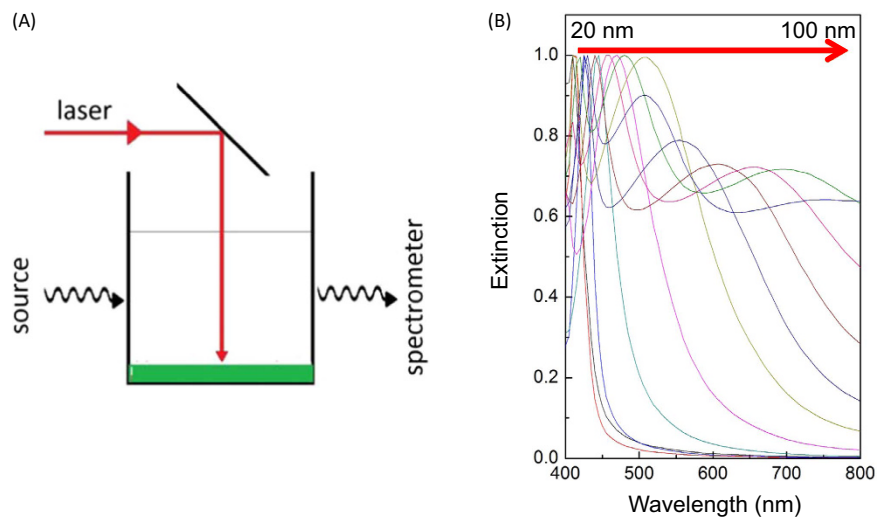 (A)
laser
source
spectrometer
(B)
20 nm
100 nm
1.0
0.8
0.6
0.4
0.2
0.0
Extinction
400 500 600 700 800
Wavelength (nm)